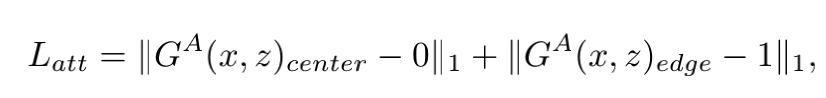 L_{att} = \|G^A(x, z)_{center} - 0\|_1 + \|G^A(x, z)_{edge} - 1\|_1,